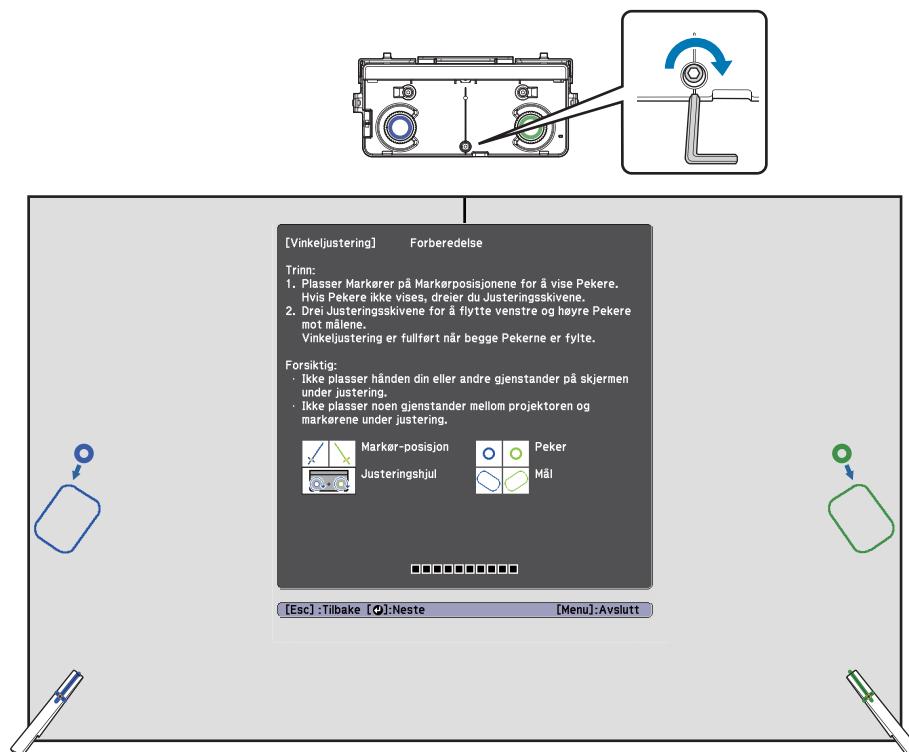 [Vinkeljustering] Forberedelse
Trinn:
1. Plasser Markører på Markørposisjonene for å vise Pekere.
Hvis Pekere ikke vises, dreier du Justeringsskivene.
2. Drei Justeringsskivene for å flytte venstre og høyre Pekere
mot målene.
Vinkeljustering er fullført når begge Pekerne er fylte.
Forsiktig:
· Ikke plasser hånden din eller andre gjenstander på skjermen
under justering.
· Ikke plasser noen gjenstander mellom projektoren og
markørene under justering.
Markør-posisjon Peker
Justeringshjul Mål
[Esc] :Tilbake [⏎]:Neste [Menu]:Avslutt